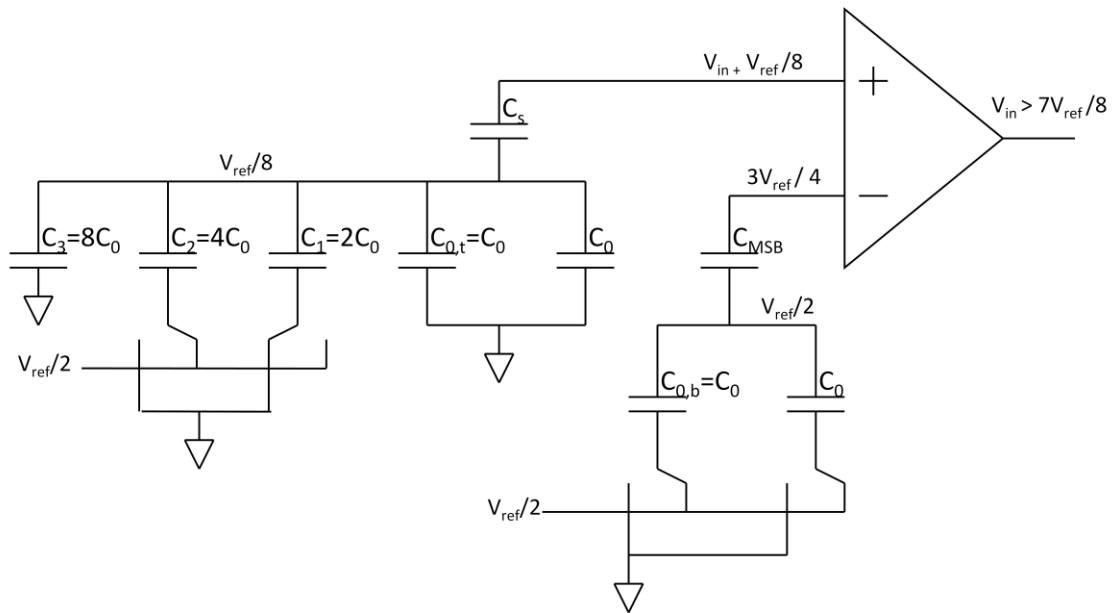 V_in + V_ref/8
V_in > 7V_ref/8
C_s
V_ref/8
3V_ref/ 4
C_3=8C_0
C_2=4C_0
C_1=2C_0
C_0,t=C_0
C_0
C_MSB
V_ref/2
V_ref/2
C_0,b=C_0
C_0
V_ref/2